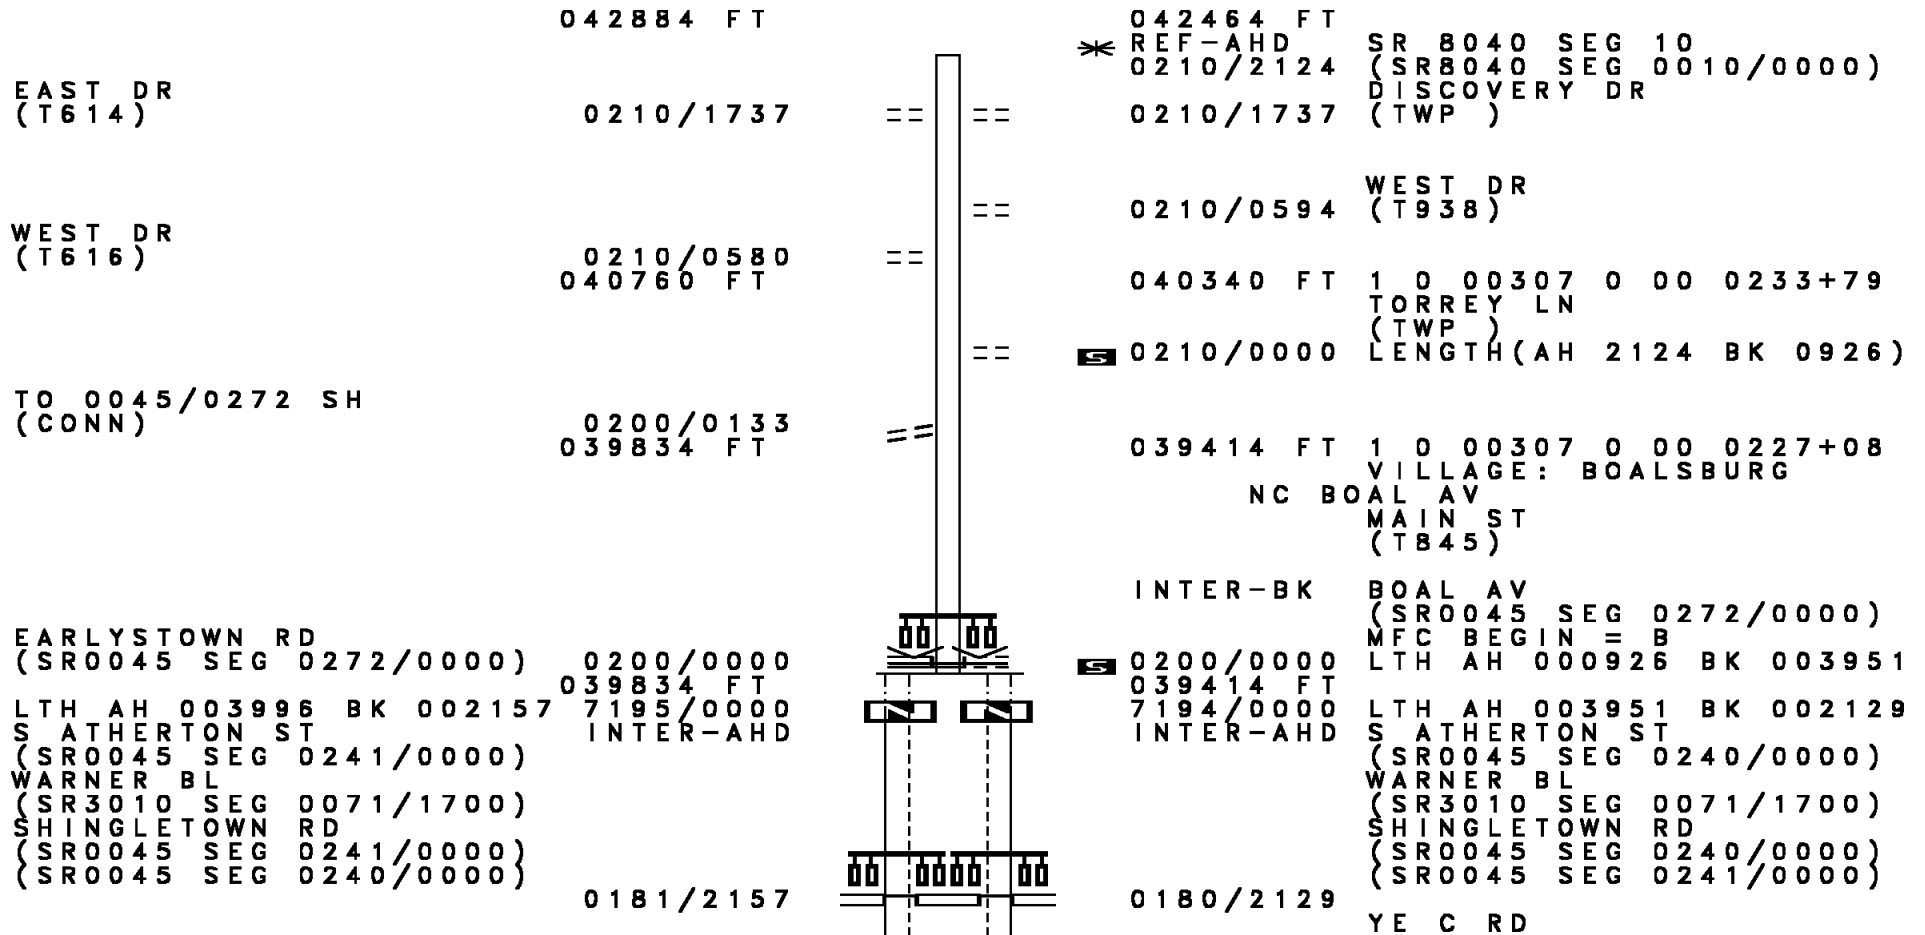 042884 FT
042464 FT
REF-AHD SR 8040 SEG 10
0210/2124 (SR8040 SEG 0010/0000)
EAST DR
DISCOVERY DR
(T614) 0210/1737
0210/1737 (TWP )
WEST DR
0210/0594 (T938)
WEST DR
(T616) 0210/0580
040760 FT
040340 FT 1 0 00307 0 00 0233+79
TORREY LN
(TWP )
S 0210/0000 LENGTH(AH 2124 BK 0926)
TO 0045/0272 SH
(CONN) 0200/0133
039834 FT
039414 FT 1 0 00307 0 00 0227+08
VILLAGE: BOALSBURG
NC BOAL AV
MAIN ST
(T845)
INTER-BK BOAL AV
(SR0045 SEG 0272/0000)
EARLYSTOWN RD
MFC BEGIN = B
(SR0045 SEG 0272/0000) 0200/0000
S 0200/0000 LTH AH 000926 BK 003951
039834 FT
039414 FT
LTH AH 003996 BK 002157 7195/0000
7194/0000 LTH AH 003951 BK 002129
S ATHERTON ST INTER-AHD
INTER-AHD S ATHERTON ST
(SR0045 SEG 0241/0000)
(SR0045 SEG 0240/0000)
WARNER BL
WARNER BL
(SR3010 SEG 0071/1700)
(SR3010 SEG 0071/1700)
SHINGLETOWN RD
SHINGLETOWN RD
(SR0045 SEG 0241/0000)
(SR0045 SEG 0240/0000)
(SR0045 SEG 0240/0000)
(SR0045 SEG 0241/0000)
0181/2157
0180/2129
YE C RD